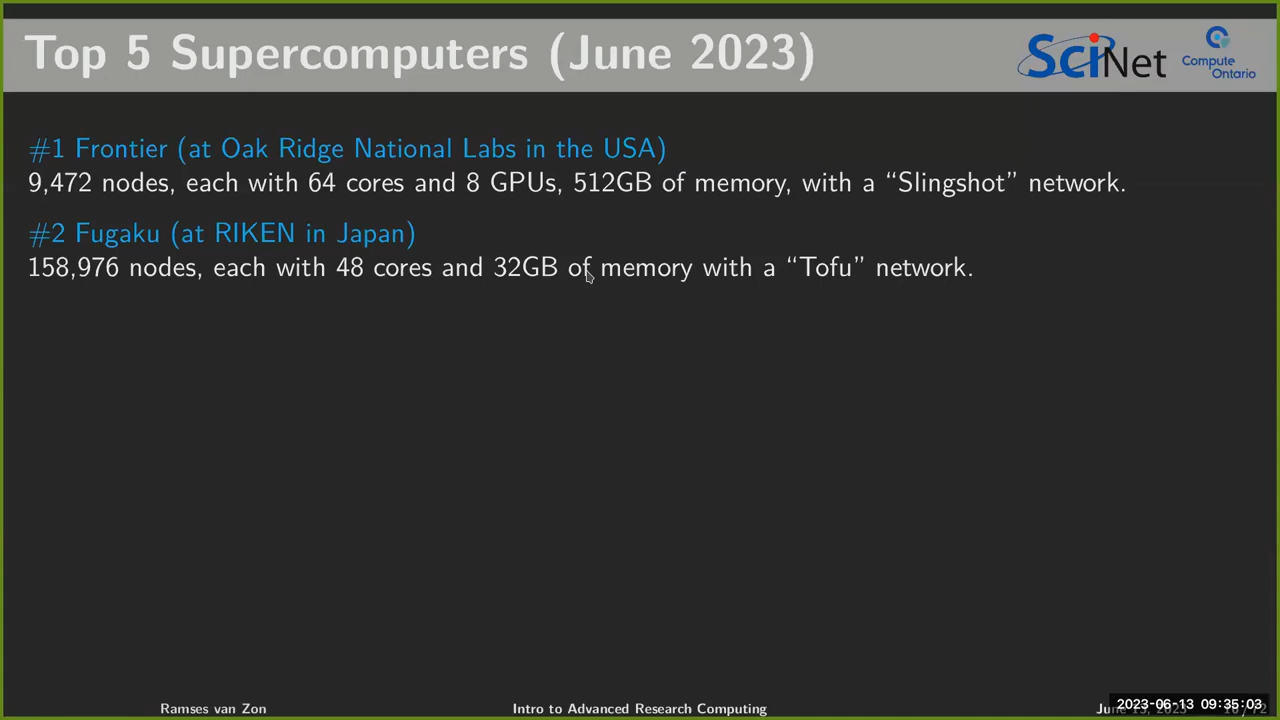 Top 5 Supercomputers (June 2023)
SciNet
Compute
Ontario
#1 Frontier (at Oak Ridge National Labs in the USA)
9,472 nodes, each with 64 cores and 8 GPUs, 512GB of memory, with a “Slingshot” network.
#2 Fugaku (at RIKEN in Japan)
158,976 nodes, each with 48 cores and 32GB of memory with a “Tofu” network.
Ramses van Zon
Intro to Advanced Research Computing
2023-06-13 09:35:03